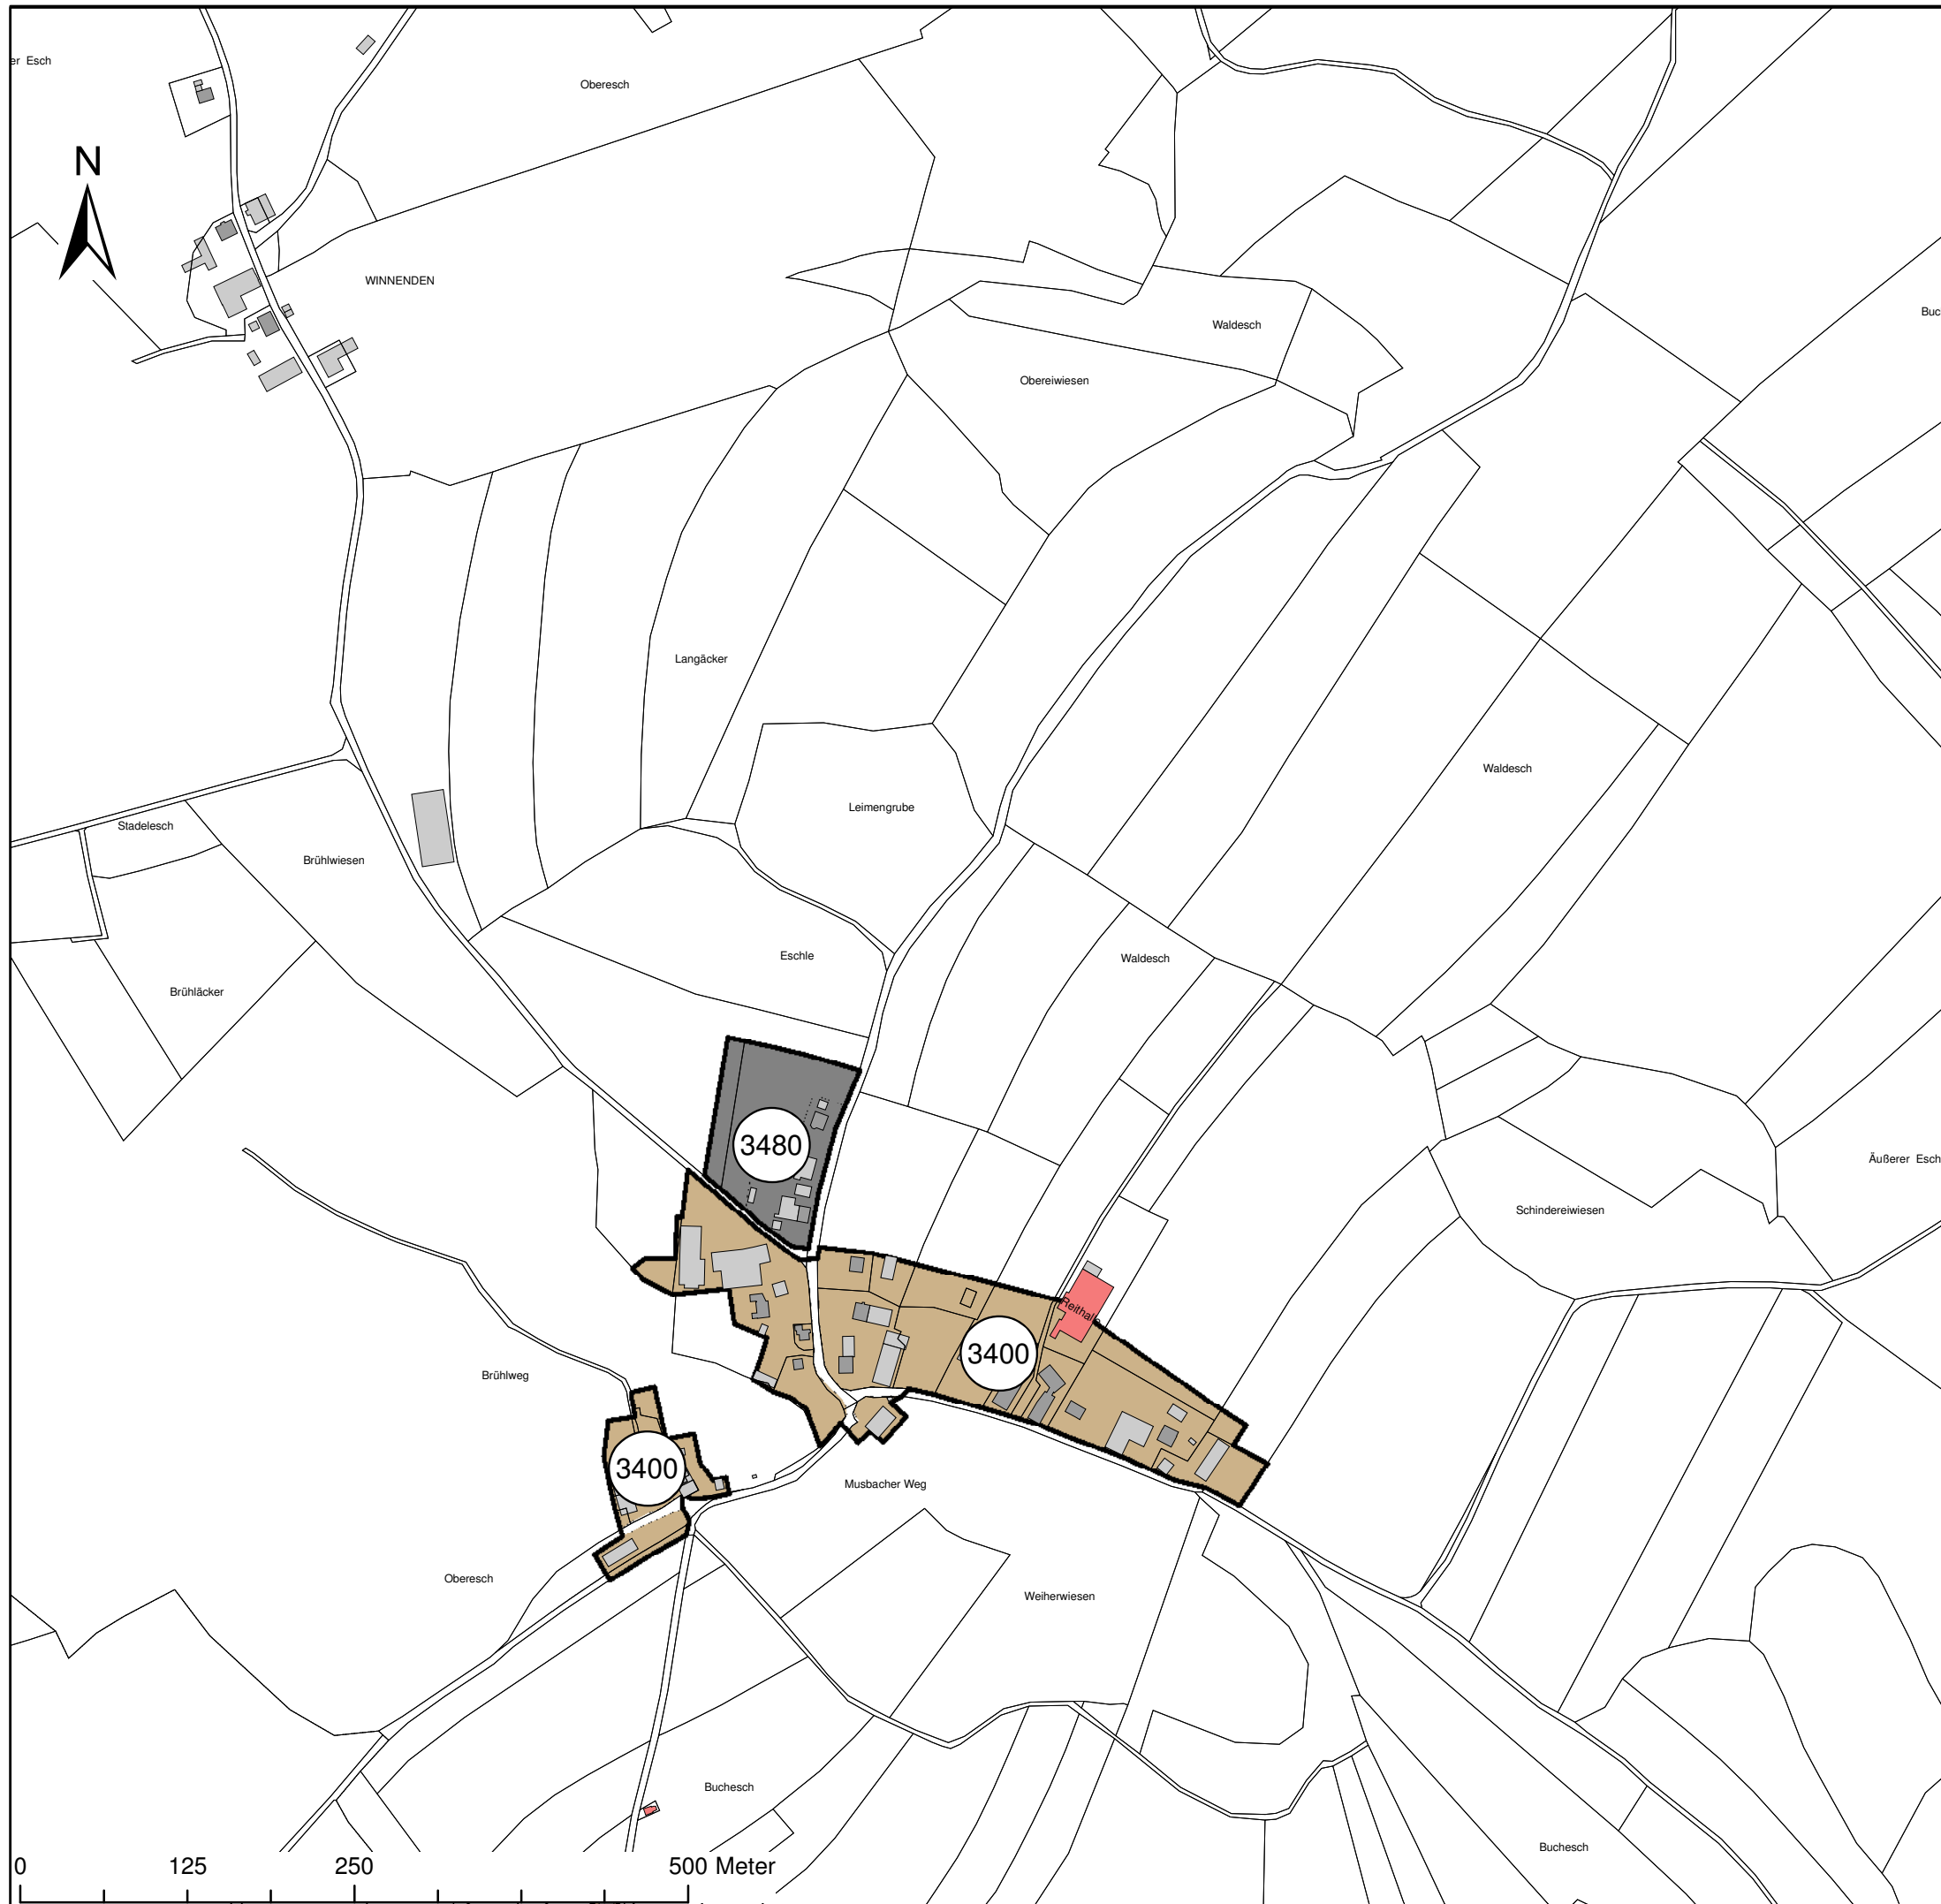 er Esch
Oberesch
N
WINNENDEN
Buc
Waldesch
Obereiwiesen
Langäcker
Waldesch
Leimengrube
Stadelesch
Brühlwiesen
Eschle
Waldesch
Brühläcker
3480
Äußerer Esch
Schindereiwiesen
Reithall
3400
Brühlweg
3400
Musbacher Weg
Oberesch
Weiherwiesen
Buchesch
Buchesch
0 125 250 500 Meter